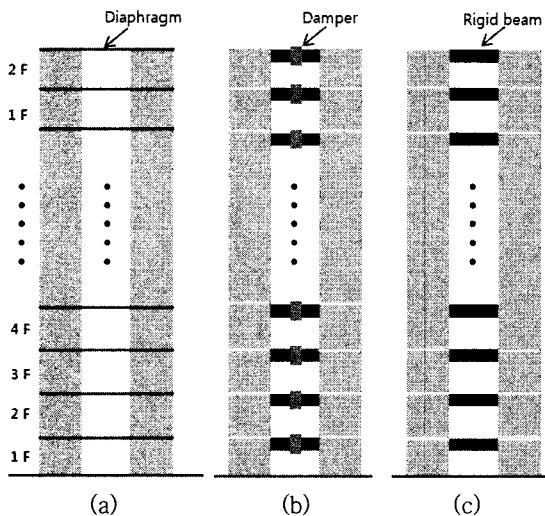 Diaphragm
Damper
Rigid beam
2 F
1 F
4 F
3 F
2 F
1 F
(a)
(b)
(c)